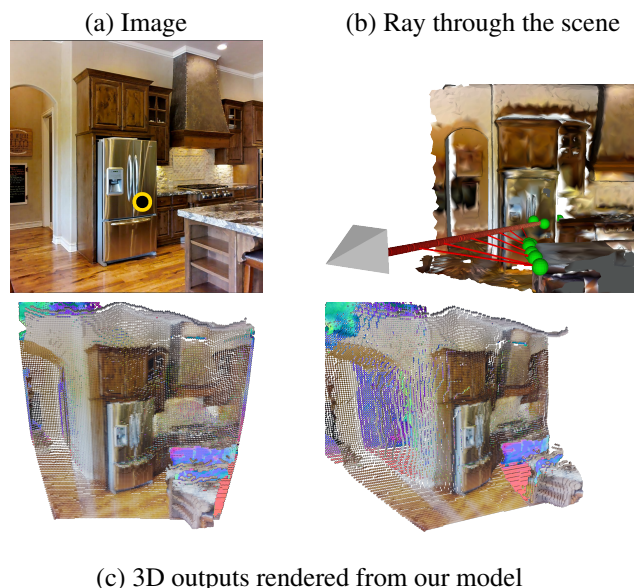 (a) Image
(b) Ray through the scene
(c) 3D outputs rendered from our model